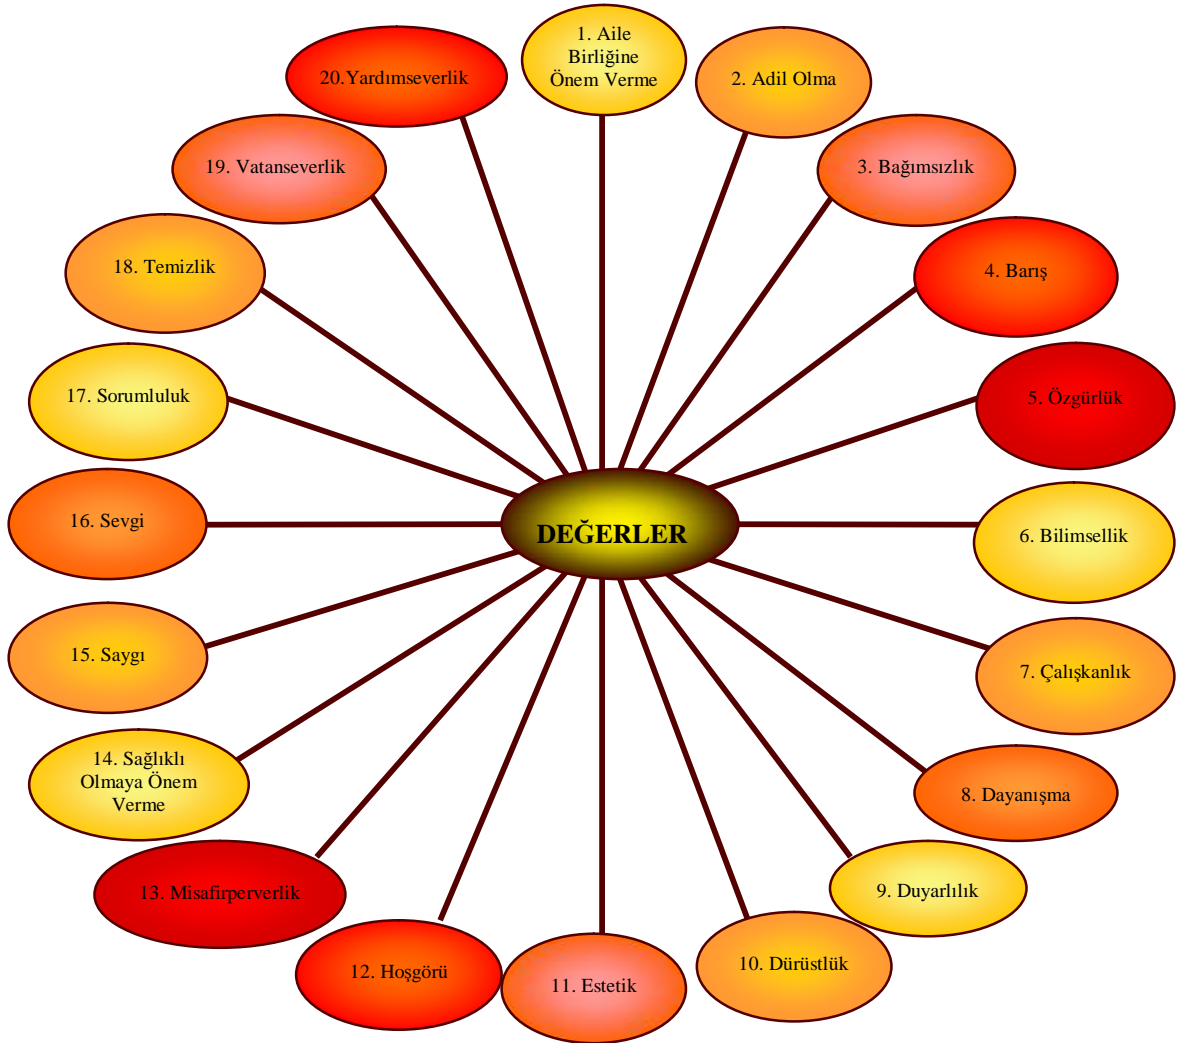 1. Aile
Birliğine
Önem Verme
2. Adil Olma
3. Bağımsızlık
4. Barış
5. Özgürlük
6. Bilimsellik
7. Çalışkanlık
8. Dayanışma
9. Duyarlılık
10. Dürüstlük
11. Estetik
12. Hoşgörü
13. Misafirperverlik
14. Sağlıklı
Olmaya Önem
Verme
15. Saygı
16. Sevgi
17. Sorumluluk
18. Temizlik
19. Vatanseverlik
20.Yardımseverlik
DEĞERLER